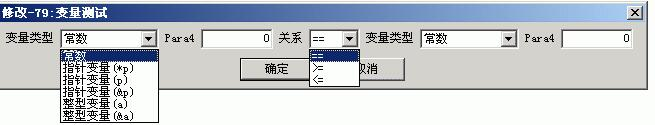 修改-79:变量测试
变量类型 常数 Para4 0 关系 == 变量类型 常数 Para4 0
常数
指针变量(*p)
指针变量(p)
指针变量(&p)
整型变量(a)
整型变量(&a)
==
>=
<=
确定 取消